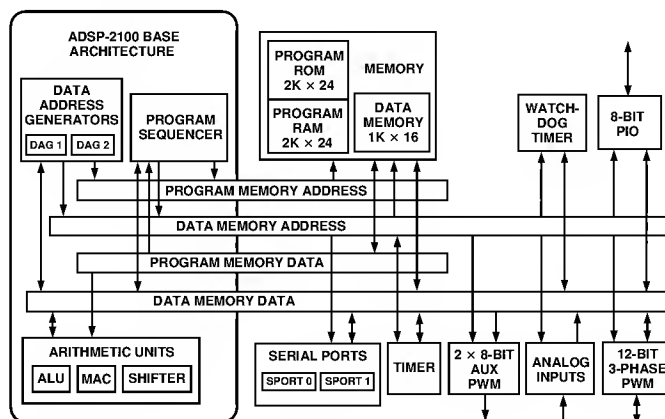 ADSP-2100 BASE
ARCHITECTURE
DATA
ADDRESS
GENERATORS
DAG 1
DAG 2
PROGRAM
SEQUENCER
PROGRAM
ROM
2K × 24
MEMORY
PROGRAM
RAM
2K × 24
DATA
MEMORY
1K × 16
WATCH-
DOG
TIMER
8-BIT
PIO
PROGRAM MEMORY ADDRESS
DATA MEMORY ADDRESS
PROGRAM MEMORY DATA
DATA MEMORY DATA
ARITHMETIC UNITS
ALU
MAC
SHIFTER
SERIAL PORTS
SPORT 0
SPORT 1
TIMER
2 × 8-BIT
AUX
PWM
ANALOG
INPUTS
12-BIT
3-PHASE
PWM